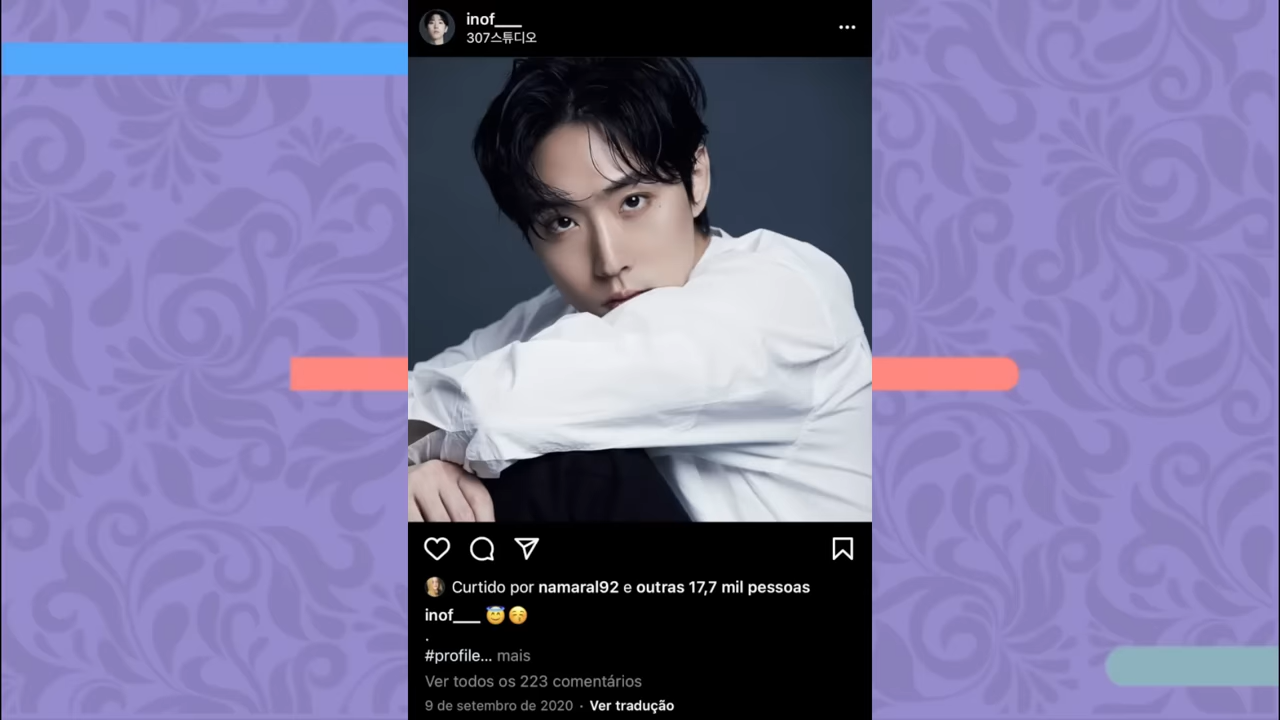 inof___
307스튜디오
Curtido por namaral92 e outras 17,7 mil pessoas
inof___ 😇😚
.
#profile... mais
Ver todos os 223 comentários
9 de setembro de 2020 · Ver tradução